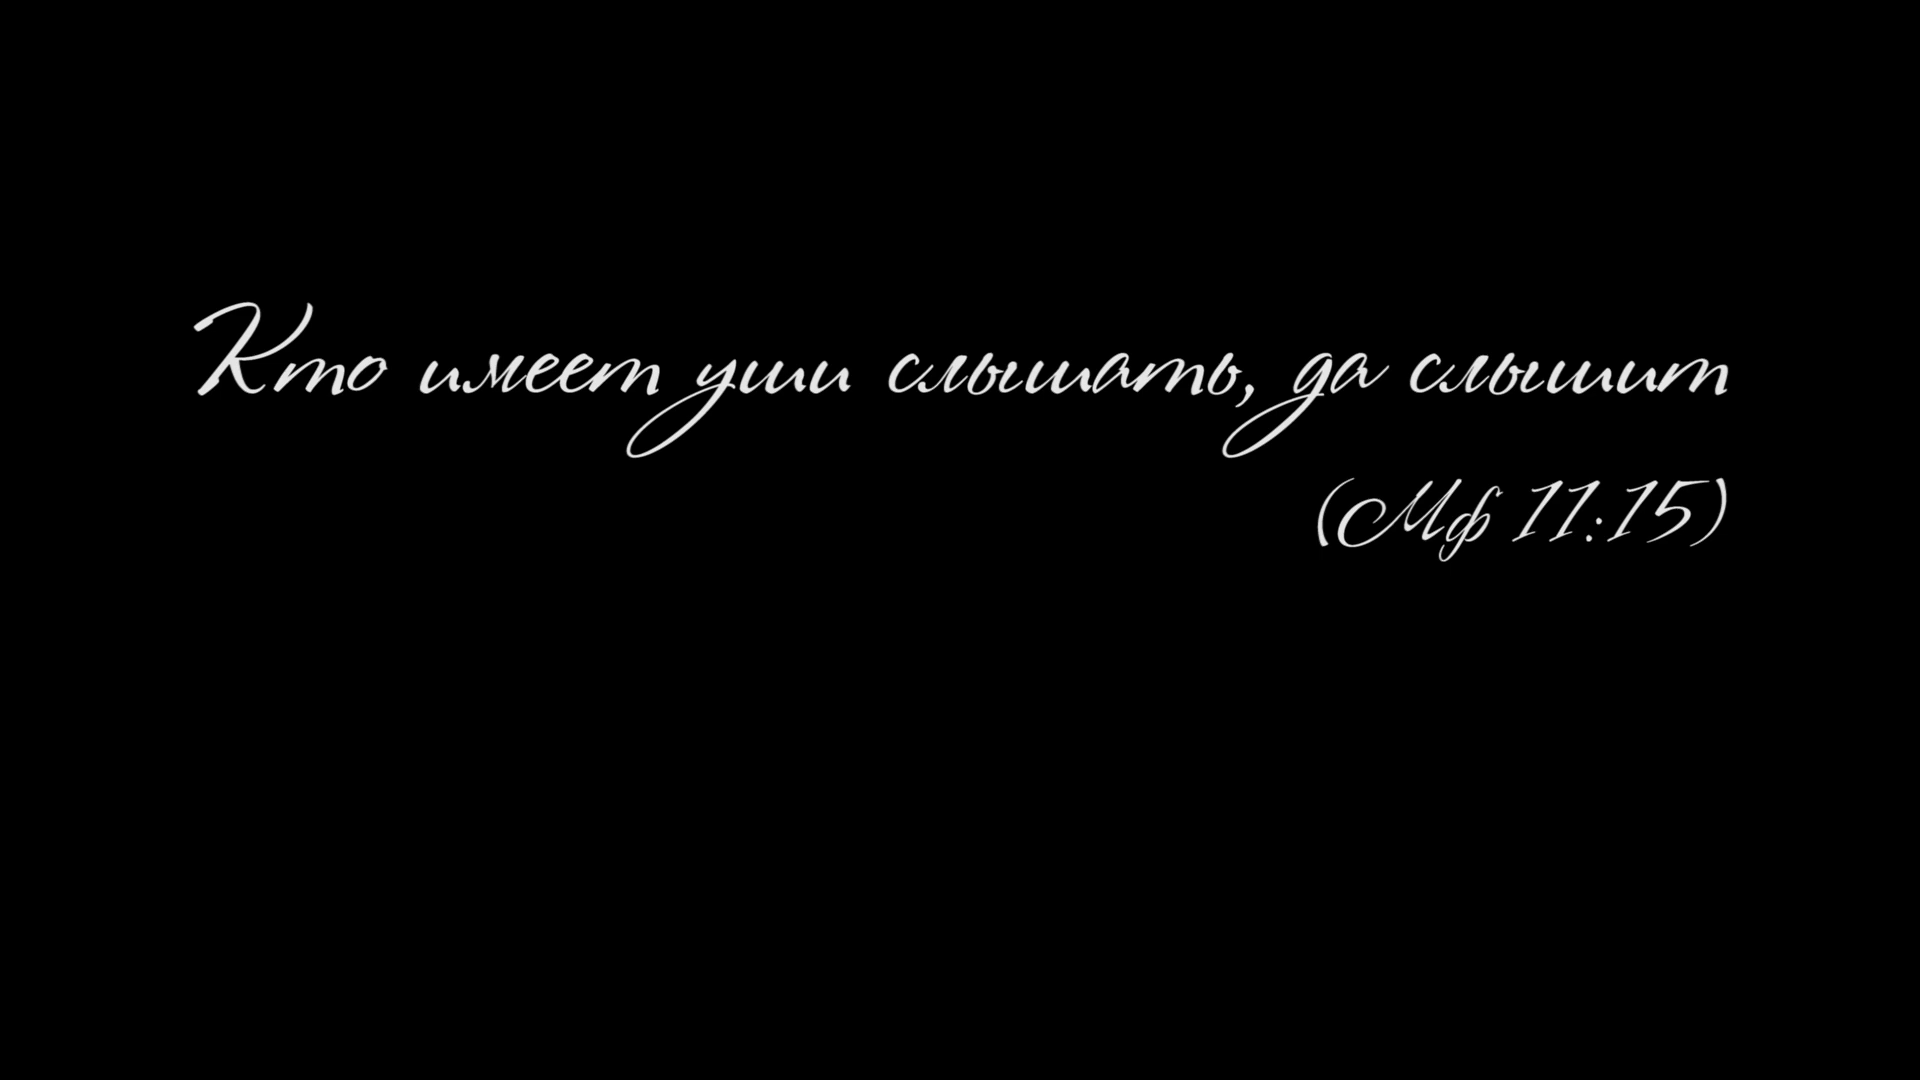 Кто имеет уши слышать, да слышит
(Мф 11:15)